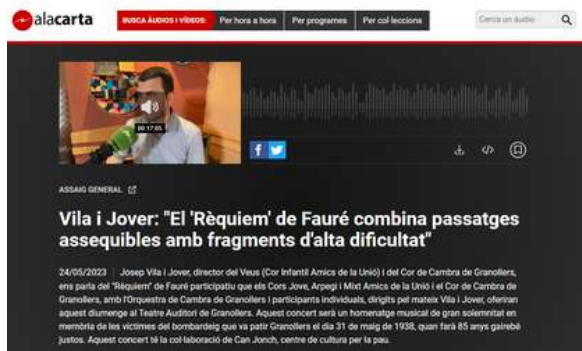 alacarta
BUSCA ÀUDIOS I VÍDEOS: Per hora a hora Per programes Per col·leccions Cerca un àudio
00:17:05
ASSAIG GENERAL
Vila i Jover: "El 'Rèquiem' de Fauré combina passatges
assequibles amb fragments d'alta dificultat"
24/05/2023 | Josep Vila i Jover, director del Veus (Cor Infantil Amics de la Unió) i del Cor de Cambra de Granollers,
ens parla del "Rèquiem" de Fauré participatiu que els Cors Jove, Arpegi i Mixt Amics de la Unió i el Cor de Cambra de
Granollers, amb l'Orquestra de Cambra de Granollers i participants individuals, dirigits pel mateix Vila i Jover, oferiran
aquest diumenge al Teatre Auditori de Granollers. Aquest concert serà un homenatge musical de gran solemnitat en
memòria de les víctimes del bombardeig que va patir Granollers el dia 31 de maig de 1938, quan farà 85 anys gairebé
justos. Aquest concert té la col·laboració de Can Jonch, centre de cultura per la pau.